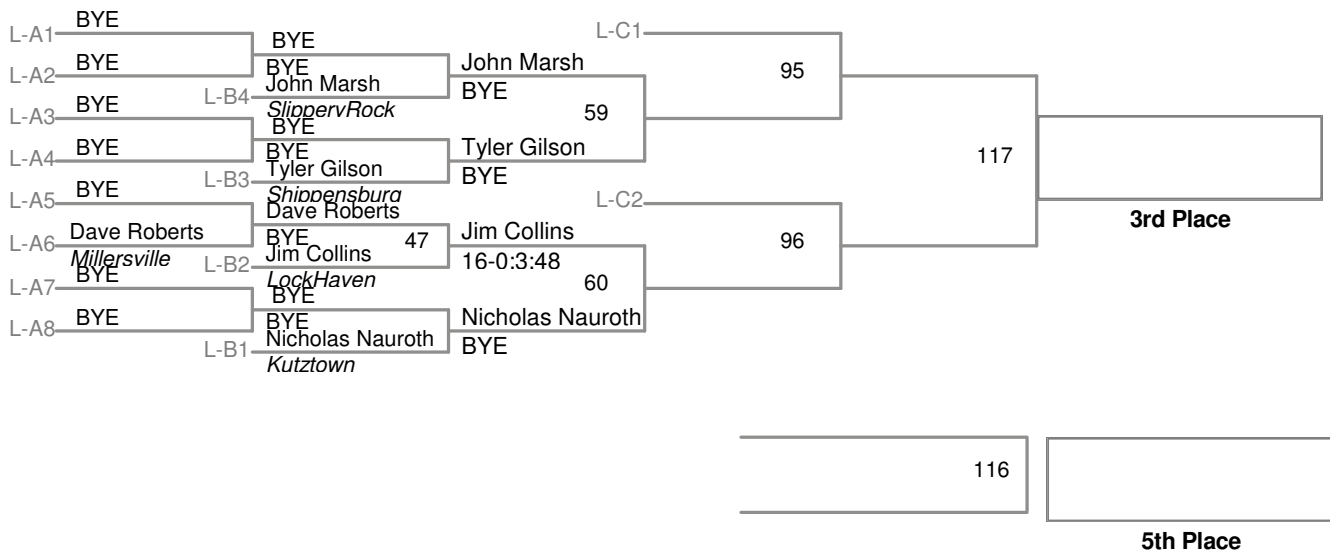 L-A1 BYE
BYE
L-A2 BYE
BYE
L-B4 John Marsh
SlipperyRock
L-A3 BYE
BYE
L-A4 BYE
BYE
L-B3 Tyler Gilson
Shippensburg
L-A5 BYE
Dave Roberts
L-A6 Dave Roberts
Millersville
BYE 47
L-B2 Jim Collins
LockHaven
L-A7 BYE
BYE
L-A8 BYE
BYE
L-B1 Nicholas Nauroth
Kutztown
John Marsh
BYE
59
Tyler Gilson
BYE
Jim Collins
16-0:3:48
60
Nicholas Nauroth
BYE
L-C1
95
L-C2
96
117
3rd Place
116
5th Place